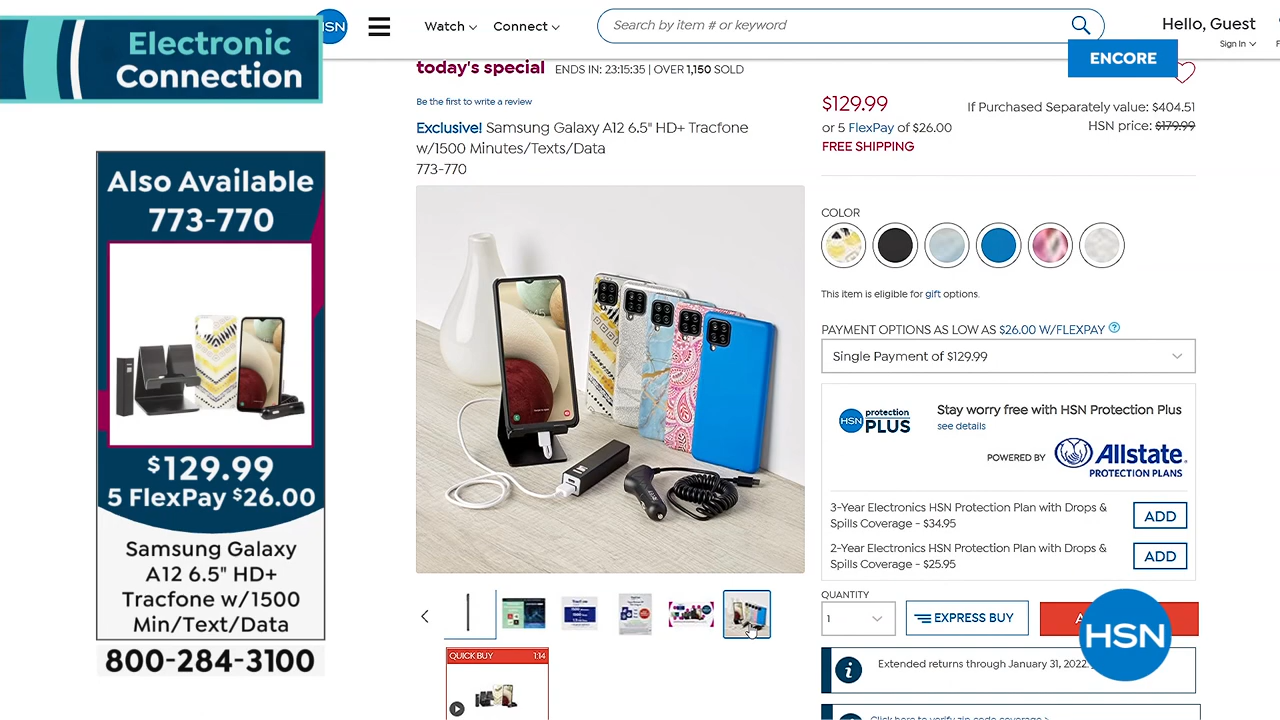 Electronic
Connection
HSN
Watch
Connect
Search by item # or keyword
Hello, Guest
Sign In
ENCORE
today's special ENDS IN: 23:15:35 | OVER 1,150 SOLD
Be the first to write a review
Exclusive! Samsung Galaxy A12 6.5" HD+ Tracfone
w/1500 Minutes/Texts/Data
773-770
$129.99
If Purchased Separately value: $404.51
or 5 FlexPay of $26.00
HSN price: $179.99
FREE SHIPPING
Also Available
773-770
$129.99
5 FlexPay $26.00
Samsung Galaxy
A12 6.5" HD+
Tracfone w/1500
Min/Text/Data
800-284-3100
COLOR
This item is eligible for gift options.
PAYMENT OPTIONS AS LOW AS $26.00 W/FLEXPAY ?
Single Payment of $129.99
HSN protection
PLUS
Stay worry free with HSN Protection Plus
see details
POWERED BY Allstate
PROTECTION PLANS
3-Year Electronics HSN Protection Plan with Drops &
Spills Coverage - $34.95
ADD
2-Year Electronics HSN Protection Plan with Drops &
Spills Coverage - $25.95
ADD
QUANTITY
1
EXPRESS BUY
HSN
QUICK BUY 1:14
Extended returns through January 31, 2022.
Click here to verify zip code coverage >